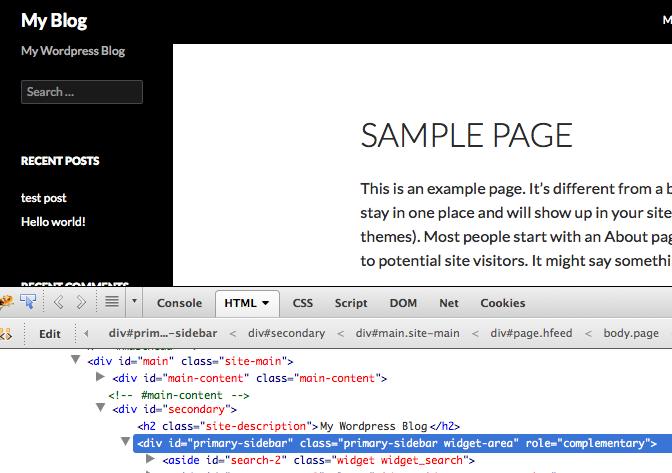 My Blog
M
My Wordpress Blog
Search ...
SAMPLE PAGE
RECENT POSTS
test post
Hello world!
This is an example page. It's different from a b
stay in one place and will show up in your site
themes). Most people start with an About pag
to potential site visitors. It might say somethi
RECENT COMMENTS
Console HTML CSS Script DOM Net Cookies
Edit div#prim...-sidebar < div#secondary < div#main.site-main < div#page.hfeed < body.page
<div id="main" class="site-main">
<div id="main-content" class="main-content">
<!-- #main-content -->
<div id="secondary">
<h2 class="site-description">My Wordpress Blog</h2>
<div id="primary-sidebar" class="primary-sidebar widget-area" role="complementary">
<aside id="search-2" class="widget widget_search">